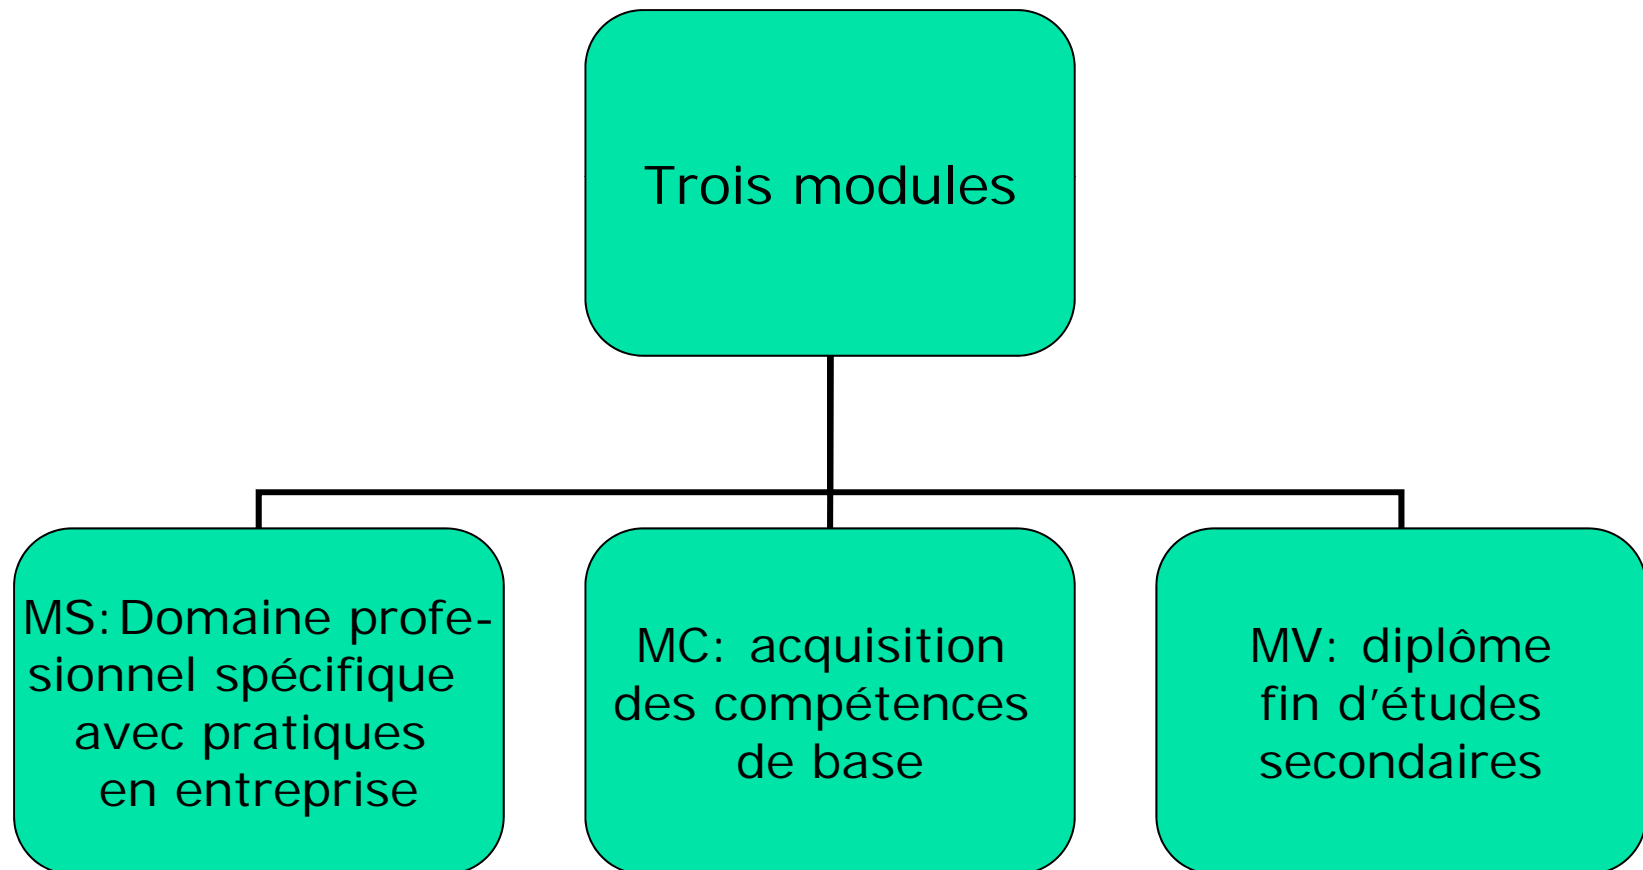 Trois modules
MS: Domaine profe-
sionnel spécifique
avec pratiques
en entreprise
MC: acquisition
des compétences
de base
MV: diplôme
fin d'études
secondaires